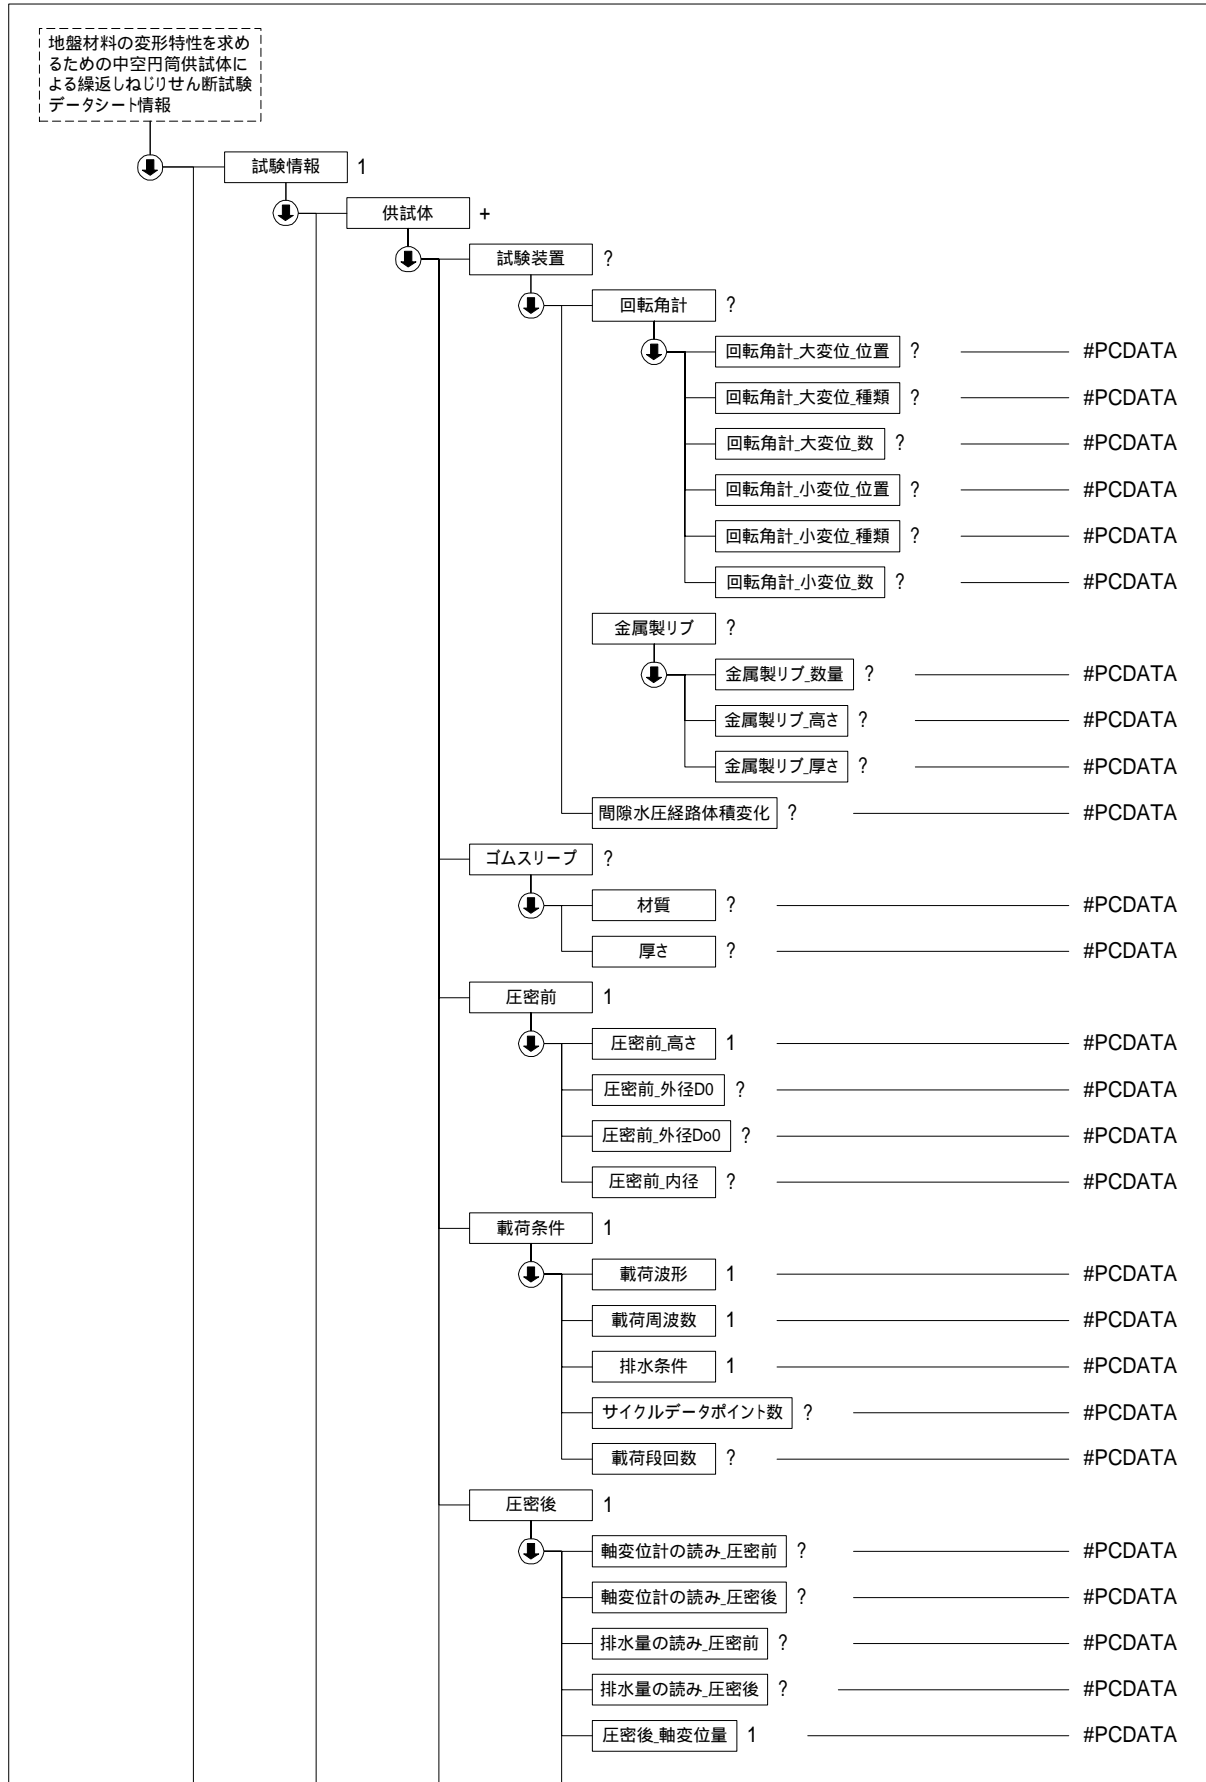 地盤材料の変形特性を求め
るための中空円筒供試体に
よる繰返しねじりせん断試験
データシート情報
試験情報 1
供試体 +
試験装置 ?
回転角計 ?
回転角計_大変位_位置 ? #PCDATA
回転角計_大変位_種類 ? #PCDATA
回転角計_大変位_数 ? #PCDATA
回転角計_小変位_位置 ? #PCDATA
回転角計_小変位_種類 ? #PCDATA
回転角計_小変位_数 ? #PCDATA
金属製リブ ?
金属製リブ_数量 ? #PCDATA
金属製リブ_高さ ? #PCDATA
金属製リブ_厚さ ? #PCDATA
間隙水圧経路体積変化 ? #PCDATA
ゴムスリーブ ?
材質 ? #PCDATA
厚さ ? #PCDATA
圧密前 1
圧密前_高さ 1 #PCDATA
圧密前_外径D0 ? #PCDATA
圧密前_外径Do0 ? #PCDATA
圧密前_内径 ? #PCDATA
載荷条件 1
載荷波形 1 #PCDATA
載荷周波数 1 #PCDATA
排水条件 1 #PCDATA
サイクルデータポイント数 ? #PCDATA
載荷段回数 ? #PCDATA
圧密後 1
軸変位計の読み_圧密前 ? #PCDATA
軸変位計の読み_圧密後 ? #PCDATA
排水量の読み_圧密前 ? #PCDATA
排水量の読み_圧密後 ? #PCDATA
圧密後_軸変位量 1 #PCDATA